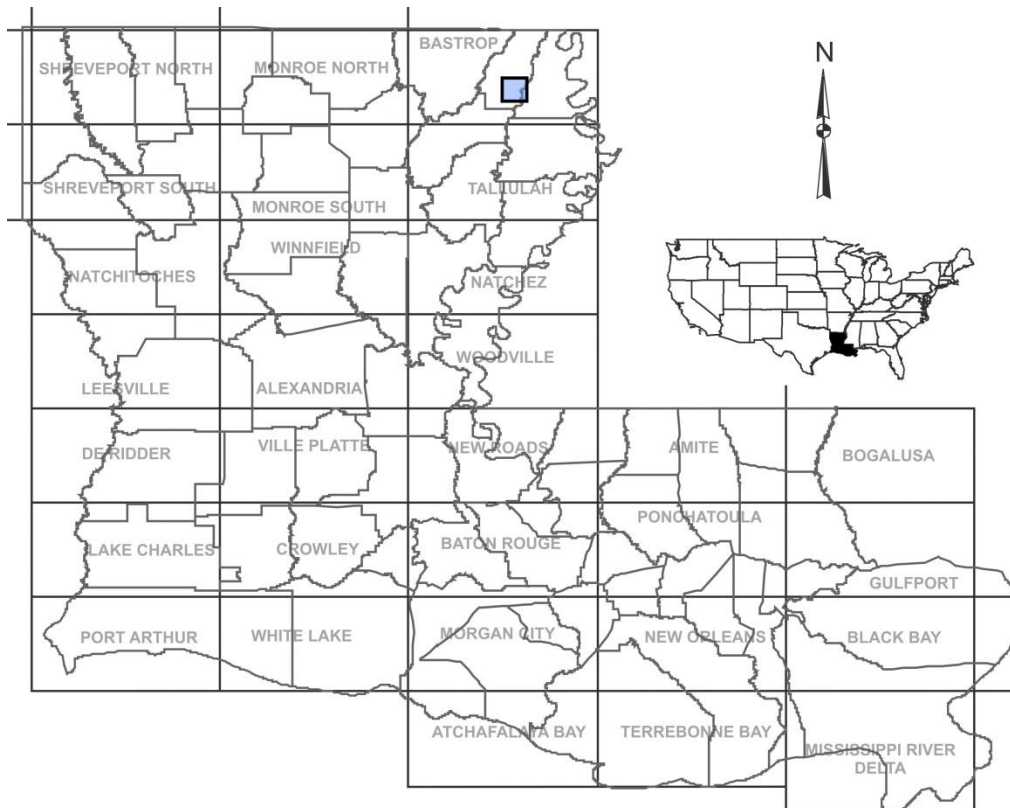 BASTROP
N
SHREVEPORT NORTH
MONROE NORTH
SHREVEPORT SOUTH
TALLULAH
MONROE SOUTH
WINNFIELD
NATCHITOCHES
NATCHEZ
WOODVILLE
LEESVILLE
ALEXANDRIA
DE RIDDER
VILLE PLATTE
NEW ROADS
AMITE
BOGALUSA
PONCHATOULA
LAKE CHARLES
CROWLEY
BATON ROUGE
GULFPORT
PORT ARTHUR
WHITE LAKE
MORGAN CITY
NEW ORLEANS
BLACK BAY
ATCHAFALAYA BAY
TERREBONNE BAY
MISSISSIPPI RIVER
DELTA